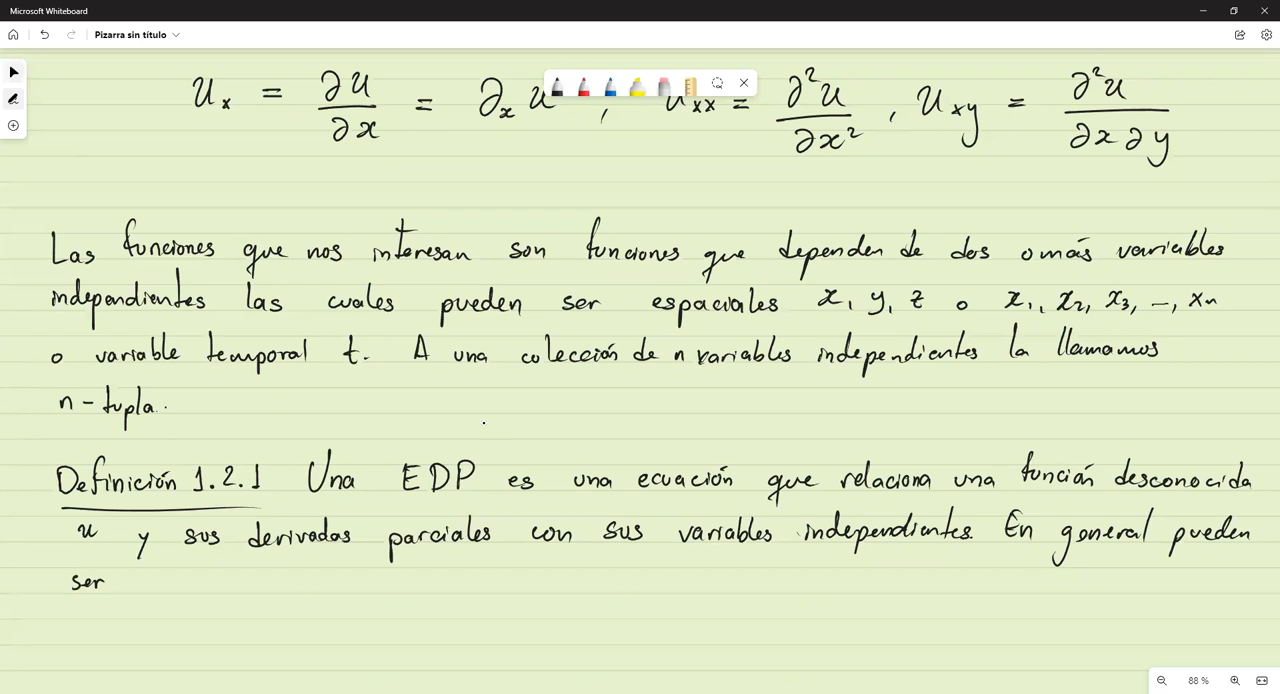 Microsoft Whiteboard
Pizarra sin título
u_x = ∂u/∂x = ∂_x u , u_xx = ∂²u/∂x² , u_xy = ∂²u/∂x∂y
Las funciones que nos interesan son funciones que dependen de dos o más variables
independientes las cuales pueden ser espaciales x, y, z o x₁, x₂, x₃, –, xₙ
o variable temporal t. A una colección de n variables independientes la llamamos
n-tupla.
Definición 1.2.1 Una EDP es una ecuación que relaciona una función desconocida
u y sus derivadas parciales con sus variables independientes. En general pueden
ser
88 %